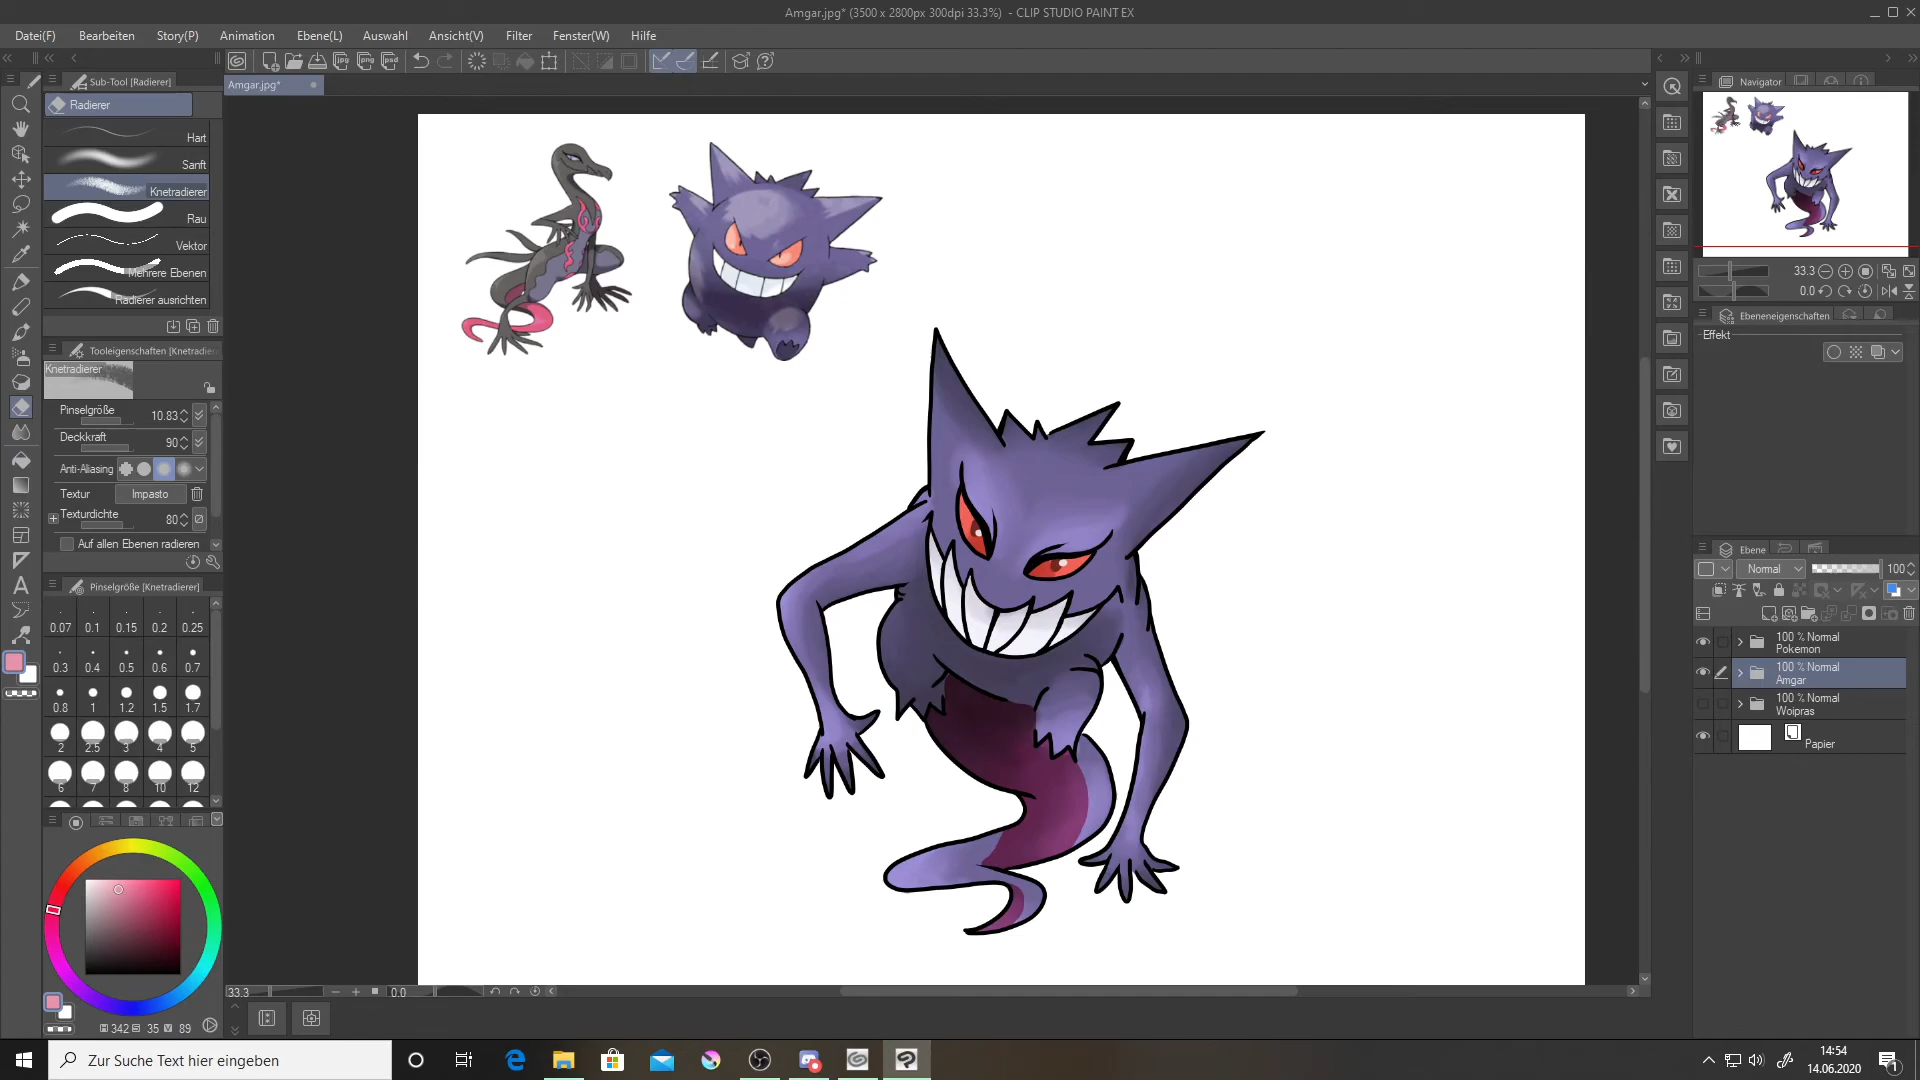 Amgar.jpg* (3500 x 2800px 300dpi 33.3%) - CLIP STUDIO PAINT EX
Datei(F) Bearbeiten Story(P) Animation Ebene(L) Auswahl Ansicht(V) Filter Fenster(W) Hilfe
Sub-Tool [Radierer]
Amgar.jpg*
Navigator
Radierer
Hart
Sanft
Knetradierer
Rau
Vektor
Mehrere Ebenen
Radierer ausrichten
33.3
0.0
Ebeneneigenschaften
Effekt
Tooleigenschaften [Knetradierer
Knetradierer
Pinselgröße 10.83
Deckkraft 90
Anti-Aliasing
Textur Impasto
Texturdichte 80
Auf allen Ebenen radieren
Pinselgröße [Knetradierer]
0.07 0.1 0.15 0.2 0.25
0.3 0.4 0.5 0.6 0.7
0.8 1 1.2 1.5 1.7
2 2.5 3 4 5
6 7 8 10 12
Ebene
Normal 100
100 % Normal
Pokemon
100 % Normal
Amgar
100 % Normal
Woipras
Papier
33.3 0.0
342 35 89
Zur Suche Text hier eingeben
14:54
14.06.2020
1